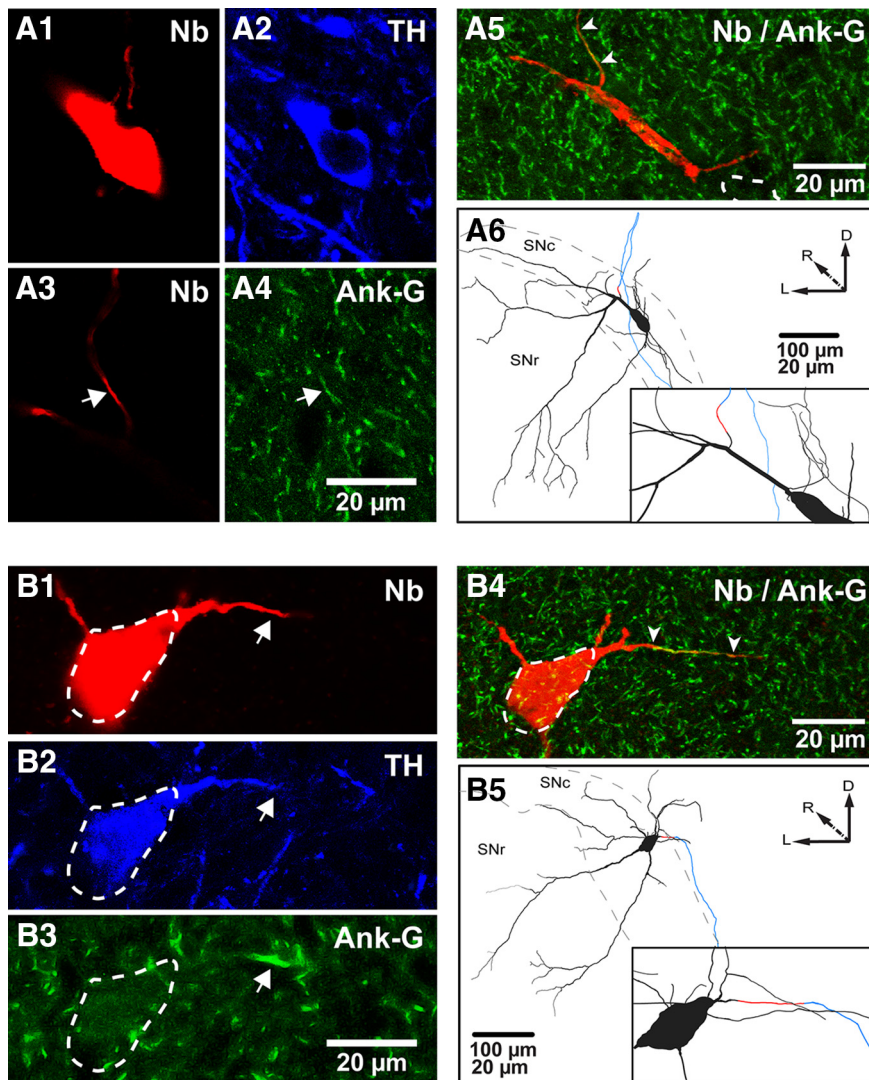 A1 Nb
A2 TH
A5 Nb / Ank-G
20 µm
A3 Nb
A4 Ank-G
20 µm
A6
SNc
SNr
D
R
L
100 µm
20 µm
B1 Nb
B2 TH
B3 Ank-G
20 µm
B4 Nb / Ank-G
20 µm
B5
SNc
SNr
D
R
L
100 µm
20 µm